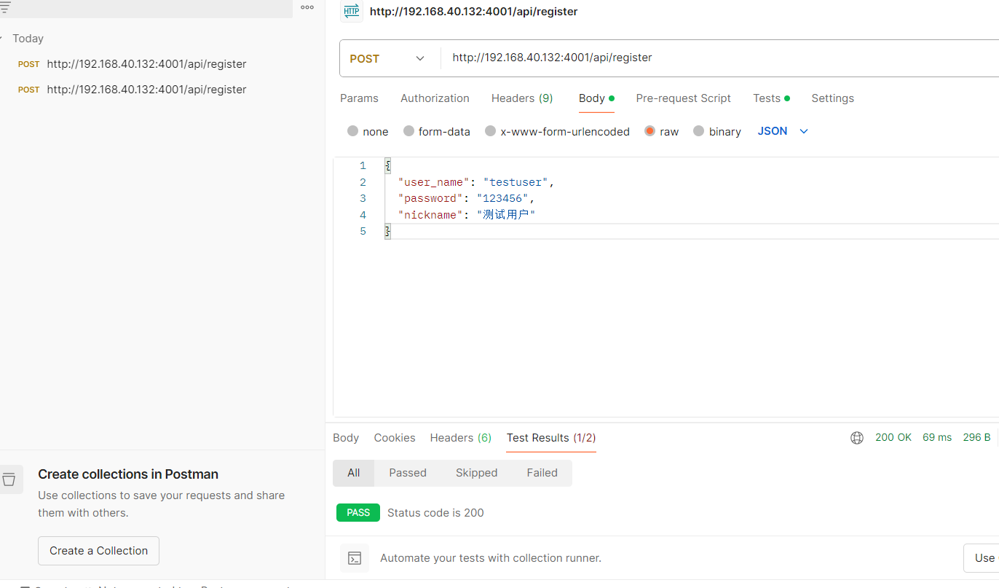 HTTP http://192.168.40.132:4001/api/register
Today
POST http://192.168.40.132:4001/api/register
POST http://192.168.40.132:4001/api/register
POST http://192.168.40.132:4001/api/register
Params Authorization Headers (9) Body Pre-request Script Tests Settings
none form-data x-www-form-urlencoded raw binary JSON
1 {
2 "user_name": "testuser",
3 "password": "123456",
4 "nickname": "测试用户"
5 }
Body Cookies Headers (6) Test Results (1/2) 200 OK 69 ms 296 B
All Passed Skipped Failed
PASS Status code is 200
Create collections in Postman
Use collections to save your requests and share
them with others.
Create a Collection
Automate your tests with collection runner.
Use